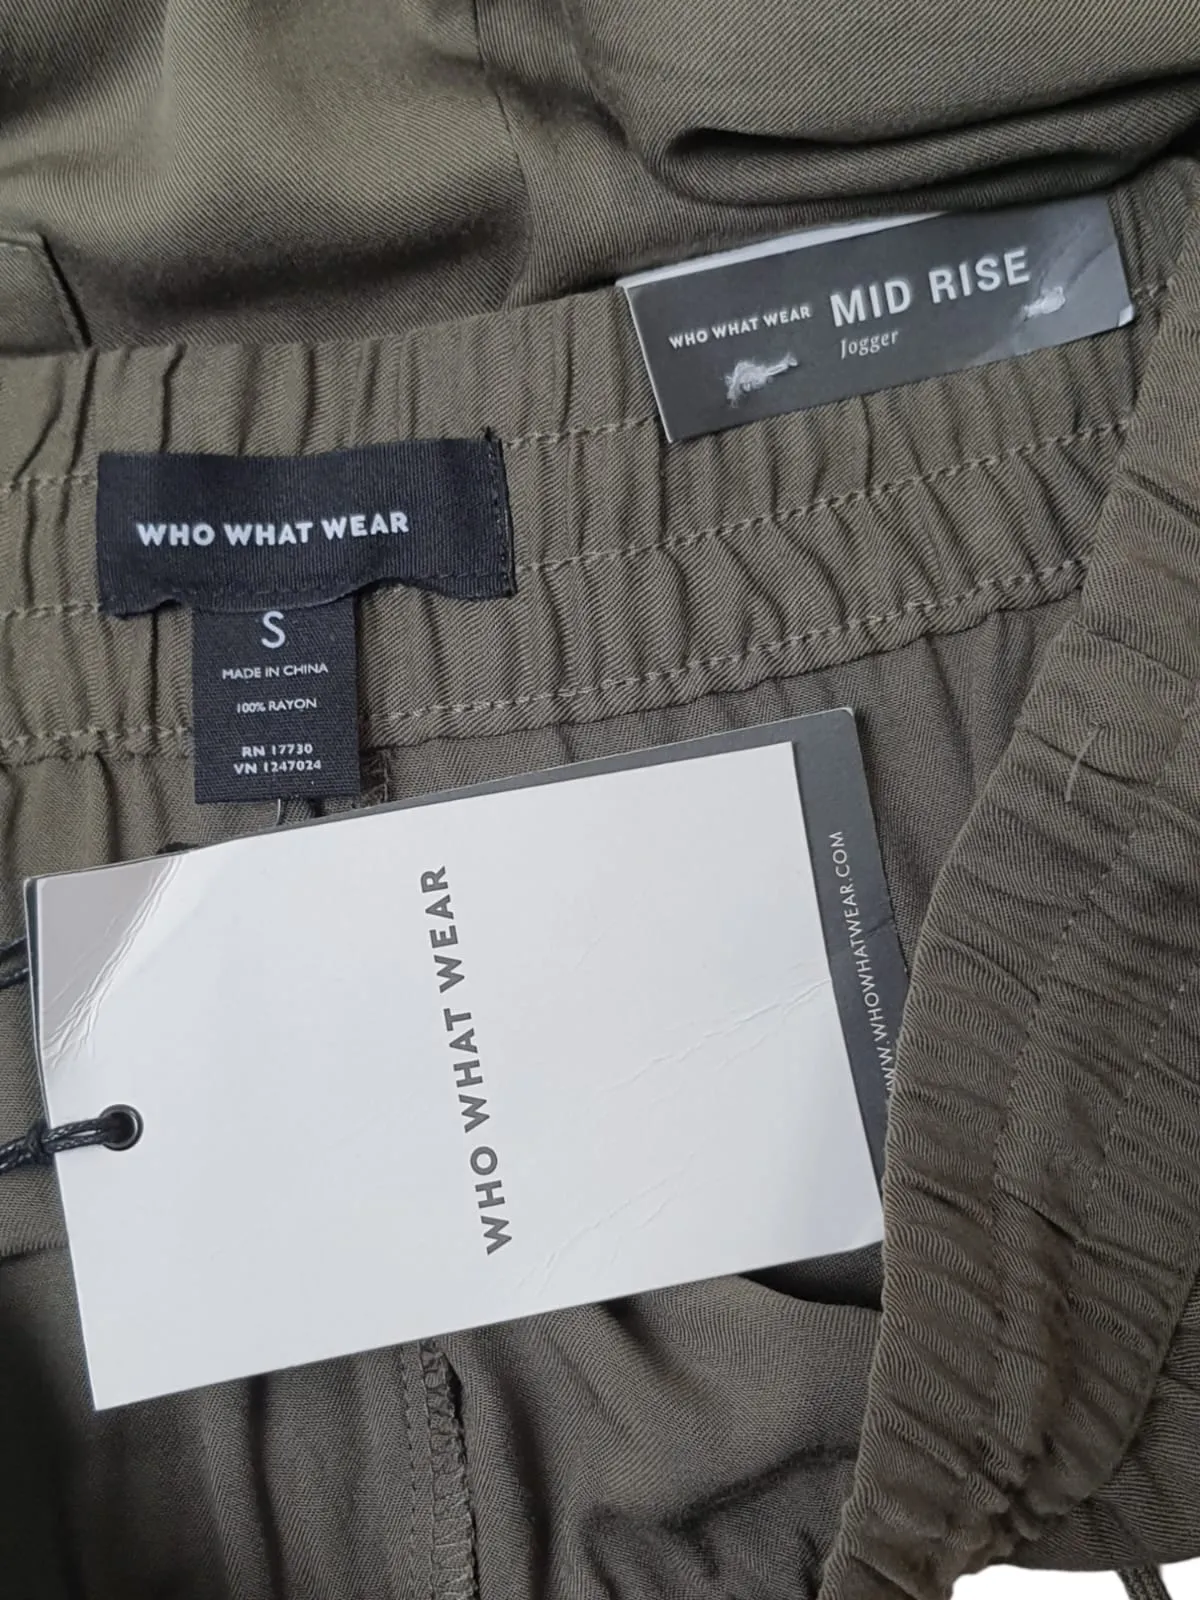 WHO WHAT WEAR
MID RISE
Jogger
WHO WHAT WEAR
S
MADE IN CHINA
100% RAYON
RN 17730
VN 1247024
WHO WHAT WEAR
WWW.WHOWHATWEAR.COM